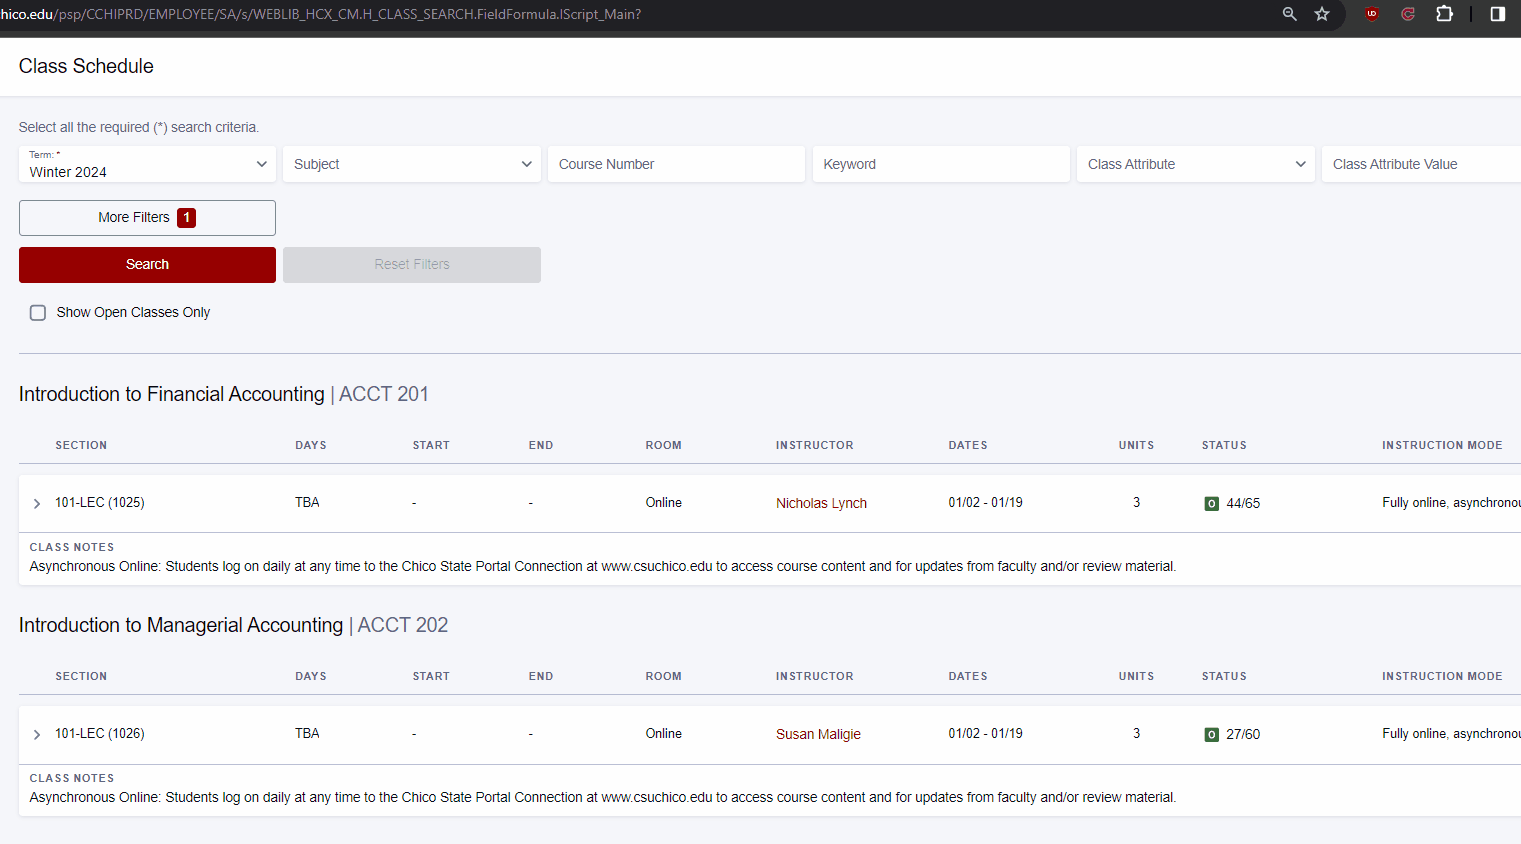 hico.edu/psp/CCHIPRD/EMPLOYEE/SA/s/WEBLIB_HCX_CM.H_CLASS_SEARCH.FieldFormula.IScript_Main?
Class Schedule
Select all the required (*) search criteria.
Term: *
Winter 2024
Subject
Course Number
Keyword
Class Attribute
Class Attribute Value
More Filters 1
Search
Reset Filters
Show Open Classes Only
Introduction to Financial Accounting | ACCT 201
SECTION DAYS START END ROOM INSTRUCTOR DATES UNITS STATUS INSTRUCTION MODE
101-LEC (1025) TBA - - Online Nicholas Lynch 01/02 - 01/19 3 O 44/65 Fully online, asynchronou
CLASS NOTES
Asynchronous Online: Students log on daily at any time to the Chico State Portal Connection at www.csuchico.edu to access course content and for updates from faculty and/or review material.
Introduction to Managerial Accounting | ACCT 202
SECTION DAYS START END ROOM INSTRUCTOR DATES UNITS STATUS INSTRUCTION MODE
101-LEC (1026) TBA - - Online Susan Maligie 01/02 - 01/19 3 O 27/60 Fully online, asynchronou
CLASS NOTES
Asynchronous Online: Students log on daily at any time to the Chico State Portal Connection at www.csuchico.edu to access course content and for updates from faculty and/or review material.